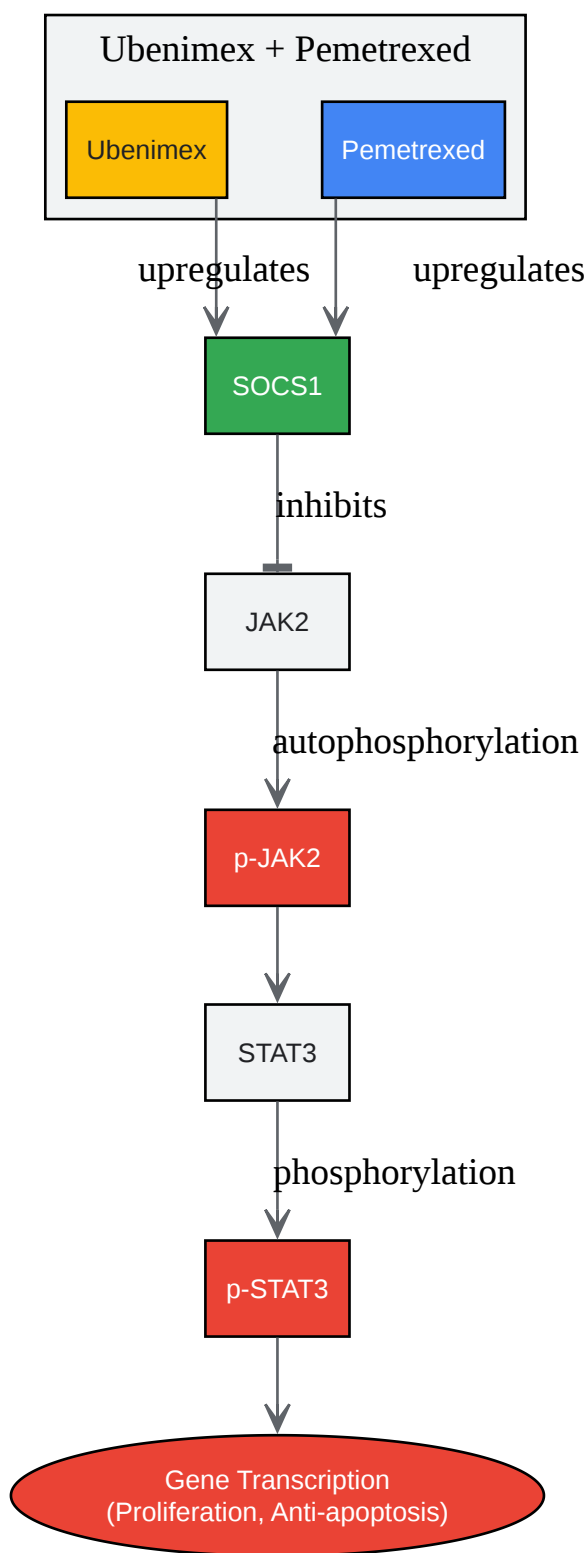 Ubenimex + Pemetrexed
Ubenimex
Pemetrexed
upregulates
upregulates
SOCS1
inhibits
JAK2
autophosphorylation
p-JAK2
STAT3
phosphorylation
p-STAT3
Gene Transcription
(Proliferation, Anti-apoptosis)